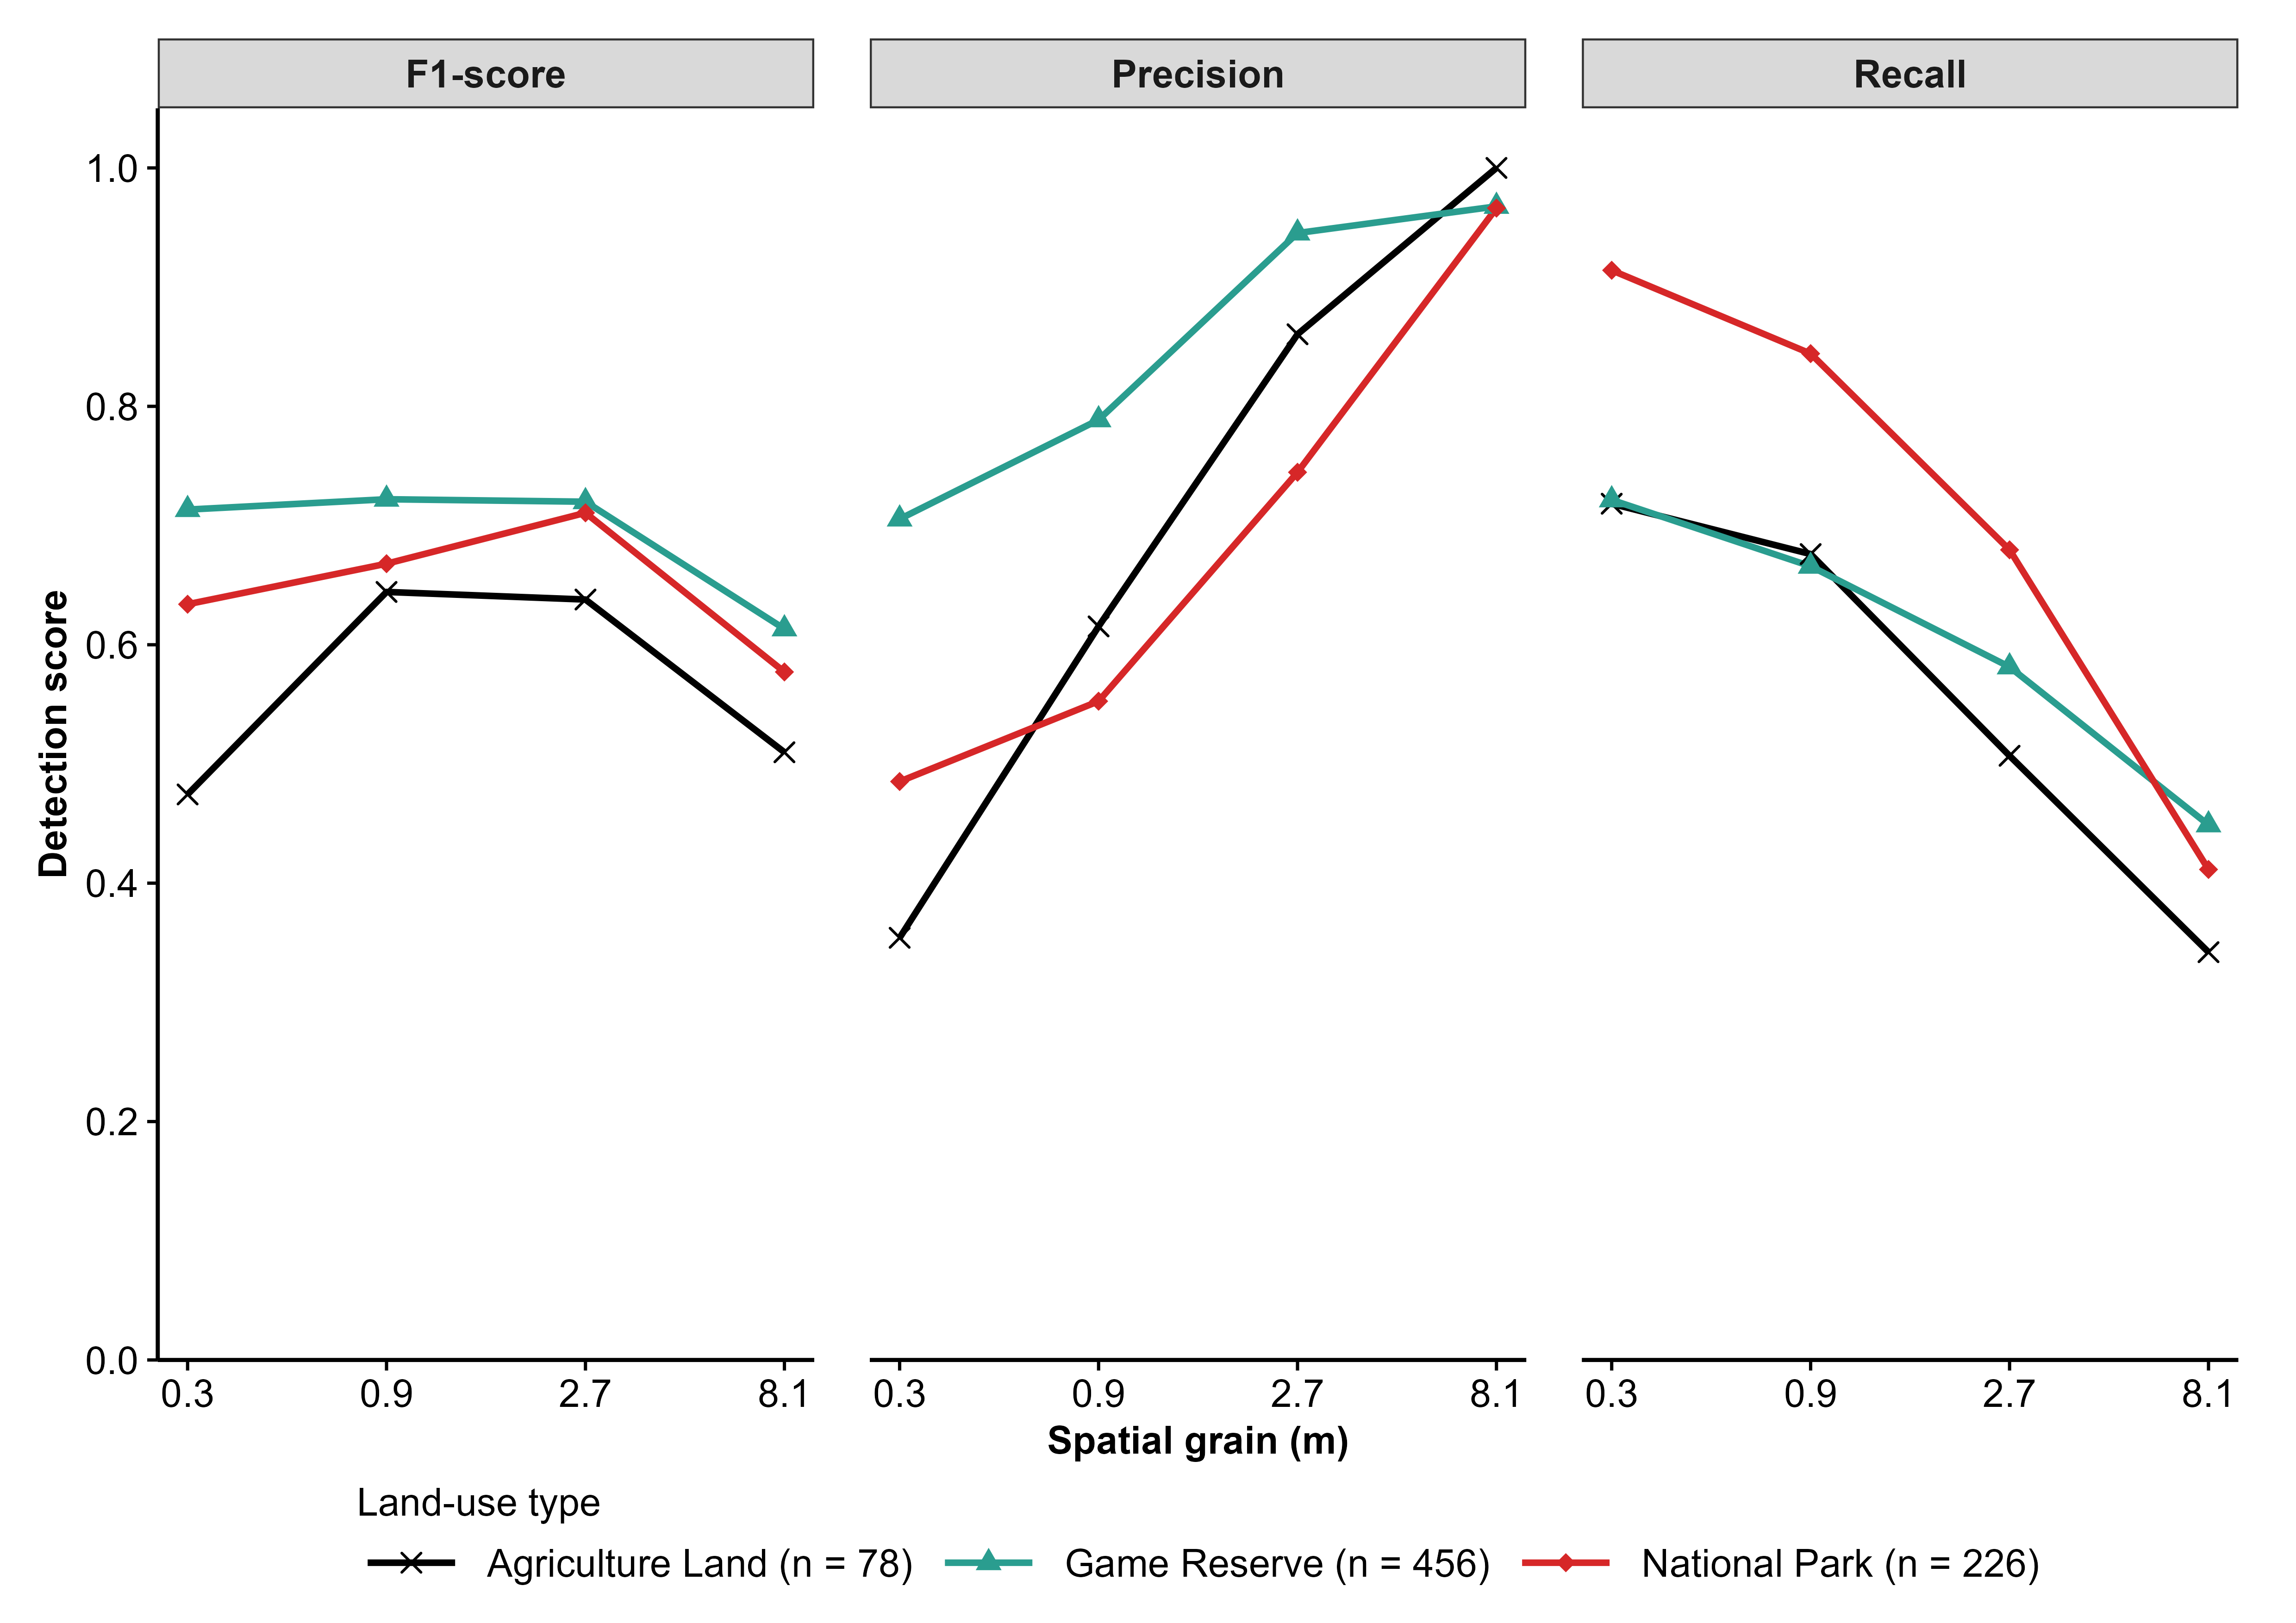 F1-score Precision Recall
1.0
0.8
0.6
0.4
0.2
0.0
Detection score
0.3 0.9 2.7 8.1 0.3 0.9 2.7 8.1 0.3 0.9 2.7 8.1
Spatial grain (m)
Land-use type
Agriculture Land (n = 78) Game Reserve (n = 456) National Park (n = 226)